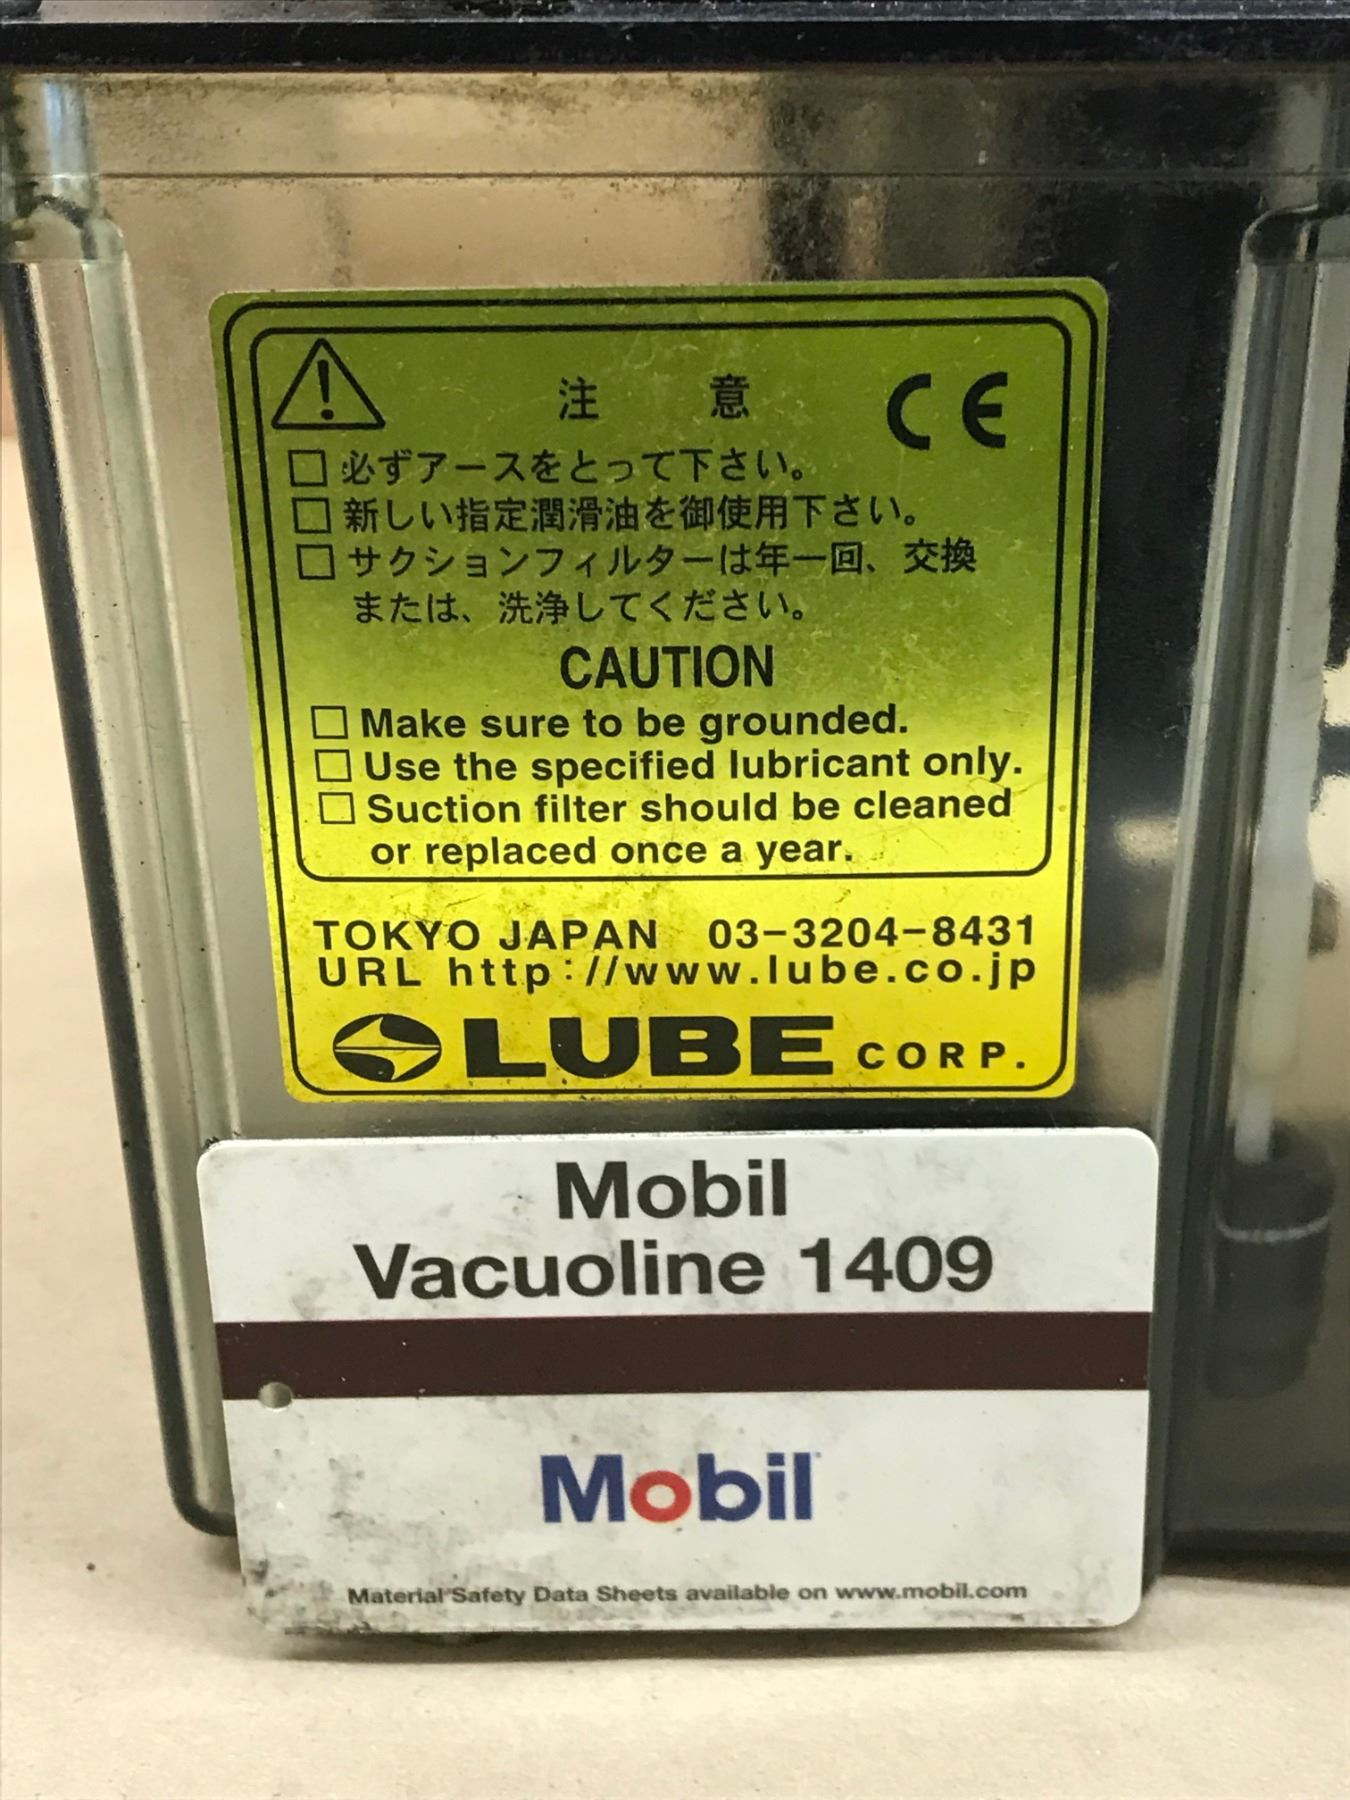 注 意 CE
□必ずアースをとって下さい。
□新しい指定潤滑油を御使用下さい。
□サクションフィルターは年一回、交換
または、洗浄してください。
CAUTION
□Make sure to be grounded.
□Use the specified lubricant only.
□Suction filter should be cleaned
or replaced once a year.
TOKYO JAPAN 03-3204-8431
URL http://www.lube.co.jp
LUBE CORP.
Mobil
Vacuoline 1409
Mobil
Material Safety Data Sheets available on www.mobil.com